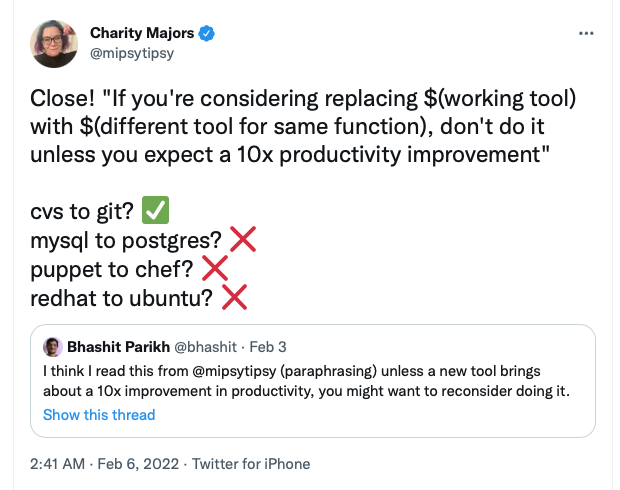 Charity Majors
@mipsytipsy
Close! "If you're considering replacing $(working tool)
with $(different tool for same function), don't do it
unless you expect a 10x productivity improvement"
cvs to git? ✅
mysql to postgres? ❌
puppet to chef? ❌
redhat to ubuntu? ❌
Bhashit Parikh @bhashit · Feb 3
I think I read this from @mipsytipsy (paraphrasing) unless a new tool brings
about a 10x improvement in productivity, you might want to reconsider doing it.
Show this thread
2:41 AM · Feb 6, 2022 · Twitter for iPhone